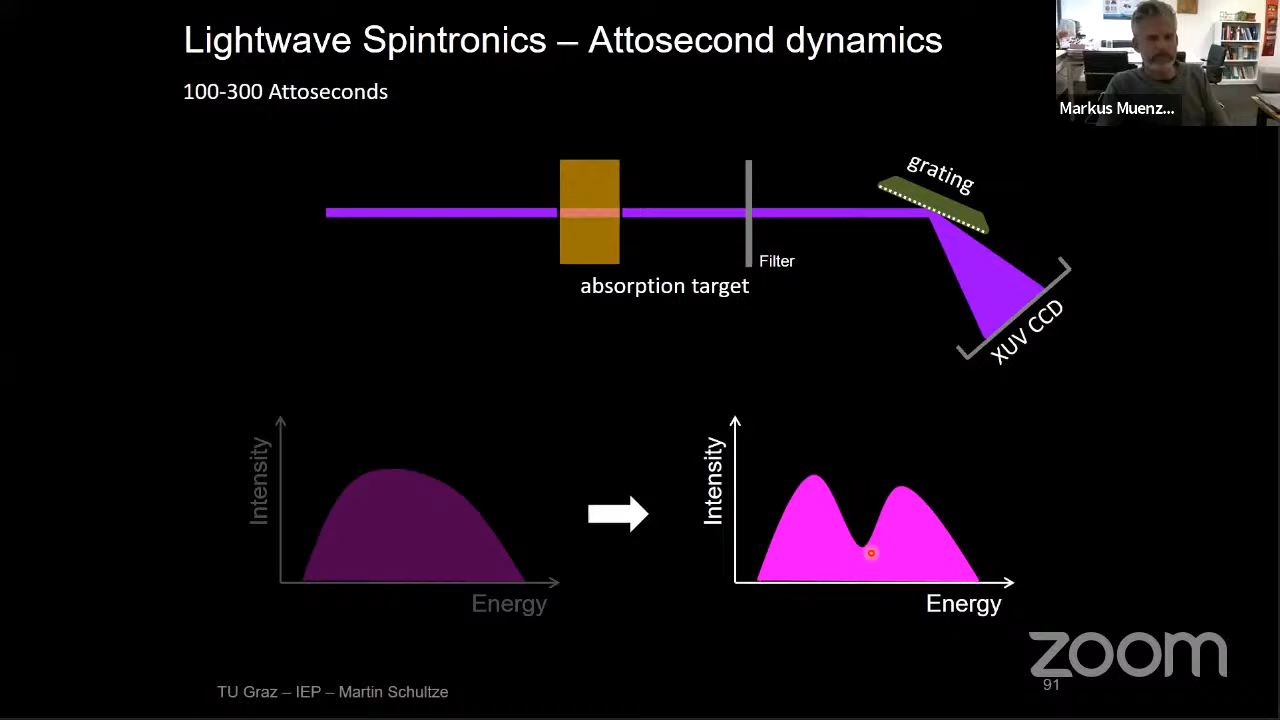 Lightwave Spintronics – Attosecond dynamics
100-300 Attoseconds
Markus Muenz...
grating
Filter
absorption target
XUV CCD
Intensity
Energy
Intensity
Energy
zoom
TU Graz – IEP – Martin Schultze
91